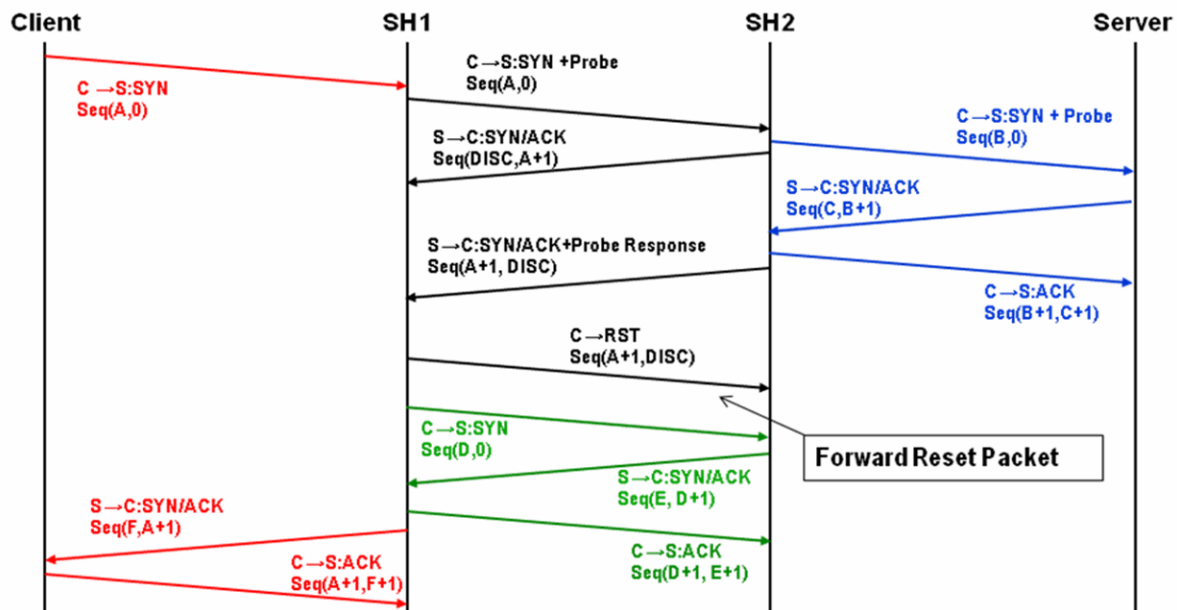 Client SH1 SH2 Server
C→S:SYN
Seq(A,0)
C→S:SYN +Probe
Seq(A,0)
C→S:SYN + Probe
Seq(B,0)
S→C:SYN/ACK
Seq(DISC,A+1)
S→C:SYN/ACK
Seq(C,B+1)
S→C:SYN/ACK+Probe Response
Seq(A+1, DISC)
C→S:ACK
Seq(B+1,C+1)
C→RST
Seq(A+1,DISC)
Forward Reset Packet
C→S:SYN
Seq(D,0)
S→C:SYN/ACK
Seq(E, D+1)
S→C:SYN/ACK
Seq(F,A+1)
C→S:ACK
Seq(D+1, E+1)
C→S:ACK
Seq(A+1,F+1)